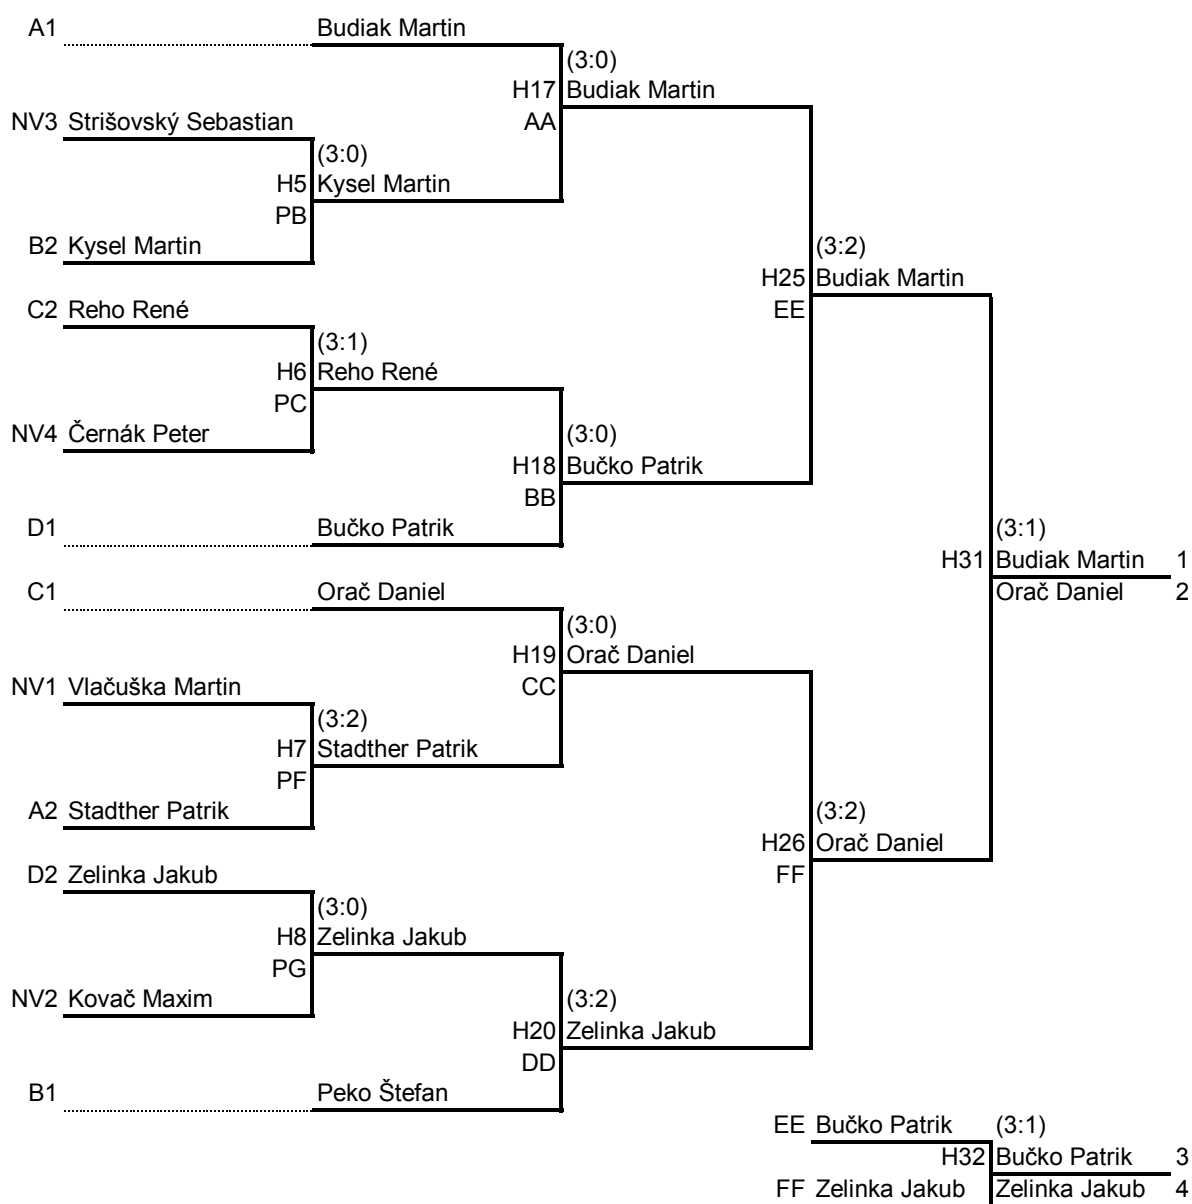 A1 Budiak Martin
(3:0)
H17 Budiak Martin
NV3 Strišovský Sebastian AA
(3:0)
H5 Kysel Martin
PB
B2 Kysel Martin (3:2)
H25 Budiak Martin
C2 Reho René EE
(3:1)
H6 Reho René
PC
NV4 Černák Peter (3:0)
H18 Bučko Patrik
BB
D1 Bučko Patrik (3:1)
H31 Budiak Martin 1
C1 Orač Daniel Orač Daniel 2
(3:0)
H19 Orač Daniel
NV1 Vlačuška Martin CC
(3:2)
H7 Stadther Patrik
PF
A2 Stadther Patrik (3:2)
H26 Orač Daniel
D2 Zelinka Jakub FF
(3:0)
H8 Zelinka Jakub
PG
NV2 Kovač Maxim (3:2)
H20 Zelinka Jakub
DD
B1 Peko Štefan
EE Bučko Patrik (3:1)
H32 Bučko Patrik 3
FF Zelinka Jakub Zelinka Jakub 4